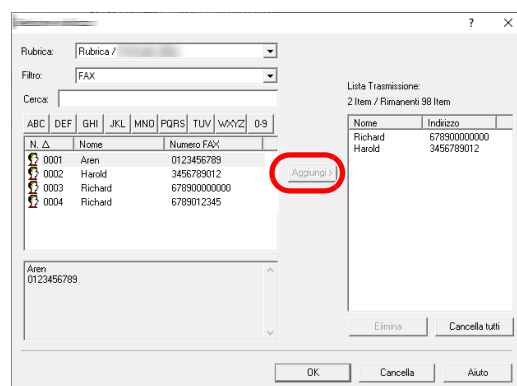 ? ×
Rubrica: Rubrica /
Filtro: FAX
Cerca:
ABC DEF GHI JKL MNO PQRS TUV WXYZ 0-9
N. △ Nome Numero FAX
0001 Aren 0123456789
0002 Harold 3456789012
0003 Richard 678900000000
0004 Richard 6789012345
Aggiungi >
Aren
0123456789
Lista Trasmissione:
2 Item / Rimanenti 98 Item
Nome Indirizzo
Richard 678900000000
Harold 3456789012
Elimina Cancella tutti
OK Cancella Aiuto